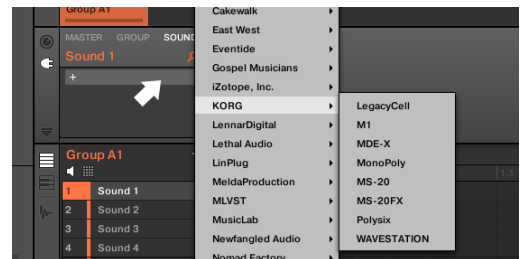 Group A1
MASTER GROUP SOUND
Sound 1
+
Group A1
1 Sound 1
2 Sound 2
3 Sound 3
4 Sound 4
Cakewalk
East West
Eventide
Gospel Musicians
iZotope, Inc.
KORG
LennarDigital
Lethal Audio
LinPlug
MeldaProduction
MLVST
MusicLab
Newfangled Audio
Nomad Factory
LegacyCell
M1
MDE-X
MonoPoly
MS-20
MS-20FX
Polysix
WAVESTATION
1.3